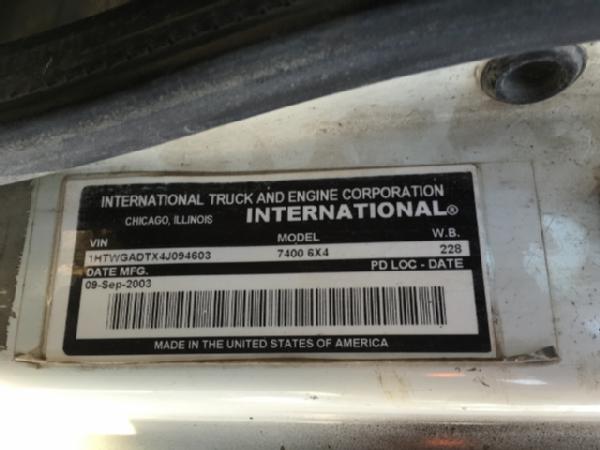 INTERNATIONAL TRUCK AND ENGINE CORPORATION
CHICAGO, ILLINOIS INTERNATIONAL®
VIN MODEL W.B.
1HTWGADTX4J094603 7400 6X4 228
DATE MFG. PD LOC - DATE
09-Sep-2003
MADE IN THE UNITED STATES OF AMERICA